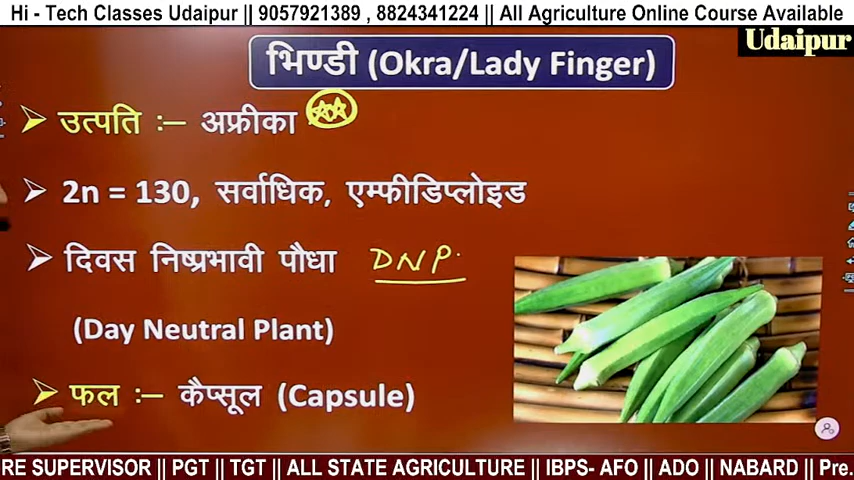 Hi - Tech Classes Udaipur || 9057921389 , 8824341224 || All Agriculture Online Course Available
Udaipur
भिण्डी (Okra/Lady Finger)
उत्पति :– अफ्रीका
2n = 130, सर्वाधिक, एम्फीडिप्लोइड
दिवस निष्प्रभावी पौधा DNP.
(Day Neutral Plant)
फल :– कैप्सूल (Capsule)
RE SUPERVISOR || PGT || TGT || ALL STATE AGRICULTURE || IBPS- AFO || ADO || NABARD || Pre.